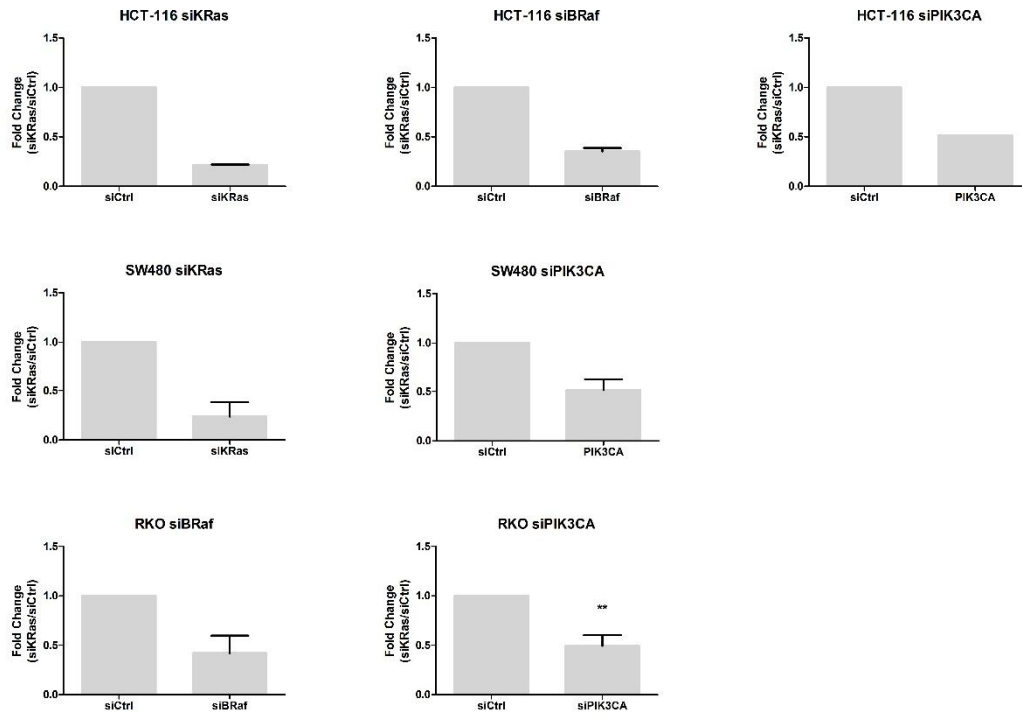 HCT-116 siKRas
Fold Change
(siKRas/siCtrl)
1.5
1.0
0.5
0.0
siCtrl
siKRas
HCT-116 siBRaf
Fold Change
(siKRas/siCtrl)
1.5
1.0
0.5
0.0
siCtrl
siBRaf
HCT-116 siPIK3CA
Fold Change
(siKRas/siCtrl)
1.5
1.0
0.5
0.0
siCtrl
PIK3CA
SW480 siKRas
Fold Change
(siKRas/siCtrl)
1.5
1.0
0.5
0.0
siCtrl
siKRas
SW480 siPIK3CA
Fold Change
(siKRas/siCtrl)
1.5
1.0
0.5
0.0
siCtrl
PIK3CA
RKO siBRaf
Fold Change
(siKRas/siCtrl)
1.5
1.0
0.5
0.0
siCtrl
siBRaf
RKO siPIK3CA
Fold Change
(siKRas/siCtrl)
1.5
1.0
0.5
0.0
**
siCtrl
siPIK3CA